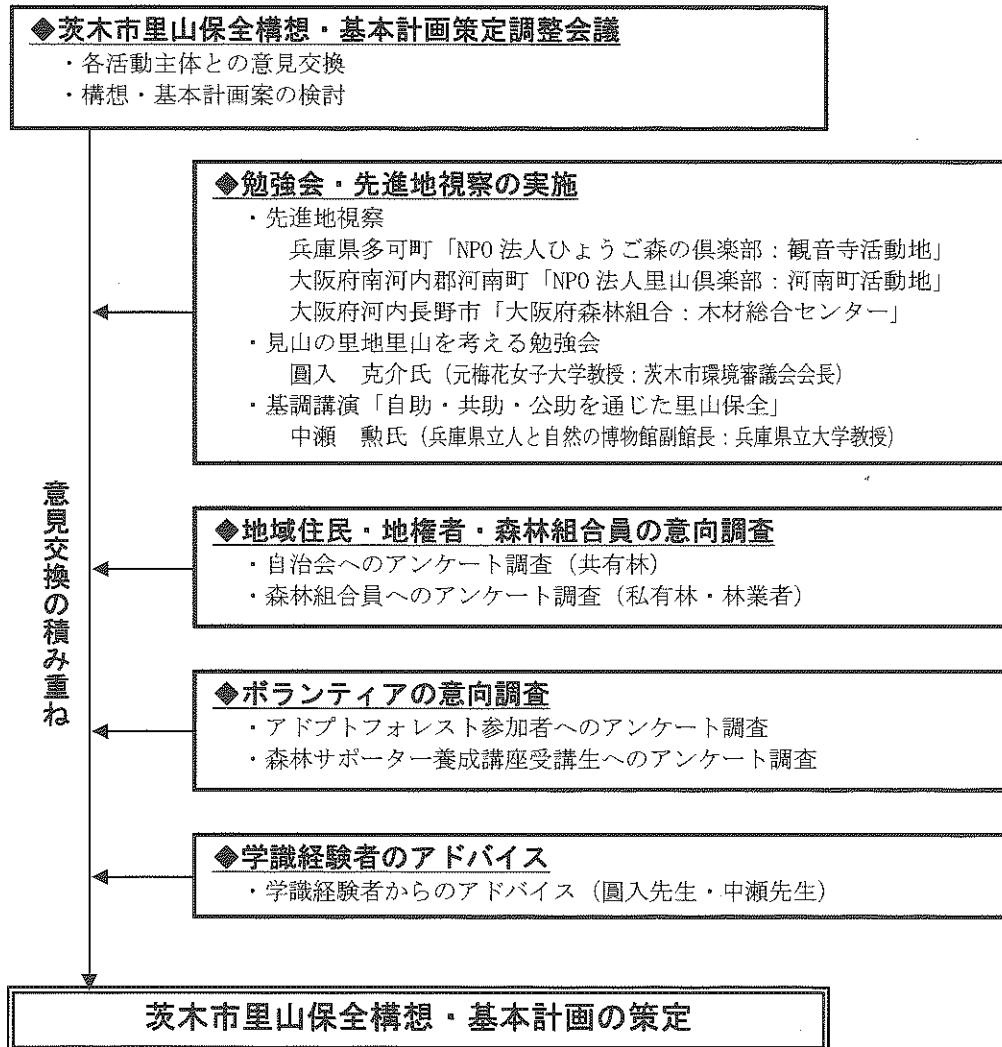 ◆茨木市里山保全構想・基本計画策定調整会議
・各活動主体との意見交換
・構想・基本計画案の検討
◆勉強会・先進地視察の実施
・先進地視察
兵庫県多可町「NPO法人ひょうご森の倶楽部：観音寺活動地」
大阪府南河内郡河南町「NPO法人里山倶楽部：河南町活動地」
大阪府河内長野市「大阪府森林組合：木材総合センター」
・見山の里地里山を考える勉強会
圓入　克介氏（元梅花女子大学教授：茨木市環境審議会会長）
・基調講演「自助・共助・公助を通じた里山保全」
中瀬　勲氏（兵庫県立人と自然の博物館副館長：兵庫県立大学教授）
意見交換の積み重ね
◆地域住民・地権者・森林組合員の意向調査
・自治会へのアンケート調査（共有林）
・森林組合員へのアンケート調査（私有林・林業者）
◆ボランティアの意向調査
・アドプトフォレスト参加者へのアンケート調査
・森林サポーター養成講座受講生へのアンケート調査
◆学識経験者のアドバイス
・学識経験者からのアドバイス（圓入先生・中瀬先生）
茨木市里山保全構想・基本計画の策定